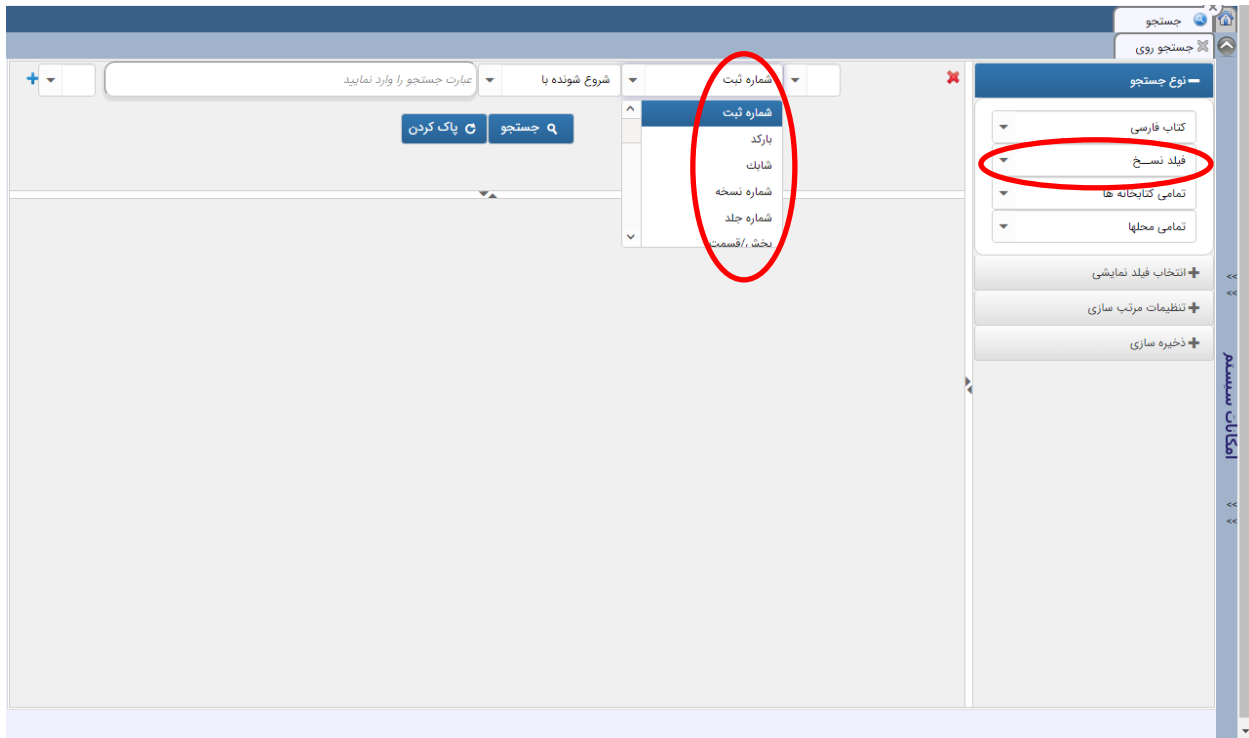 جستجو
جستجو روی
نوع جستجو
کتاب فارسی
فیلد نســخ
تمامی کتابخانه ها
تمامی محلها
انتخاب فیلد نمایشی
تنظیمات مرتب سازی
ذخیره سازی
شماره ثبت
شروع شونده با
عبارت جستجو را وارد نمایید
شماره ثبت
بارکد
شابك
شماره نسخه
شماره جلد
بخش/قسمت
جستجو
پاک کردن
امکانات سیستم